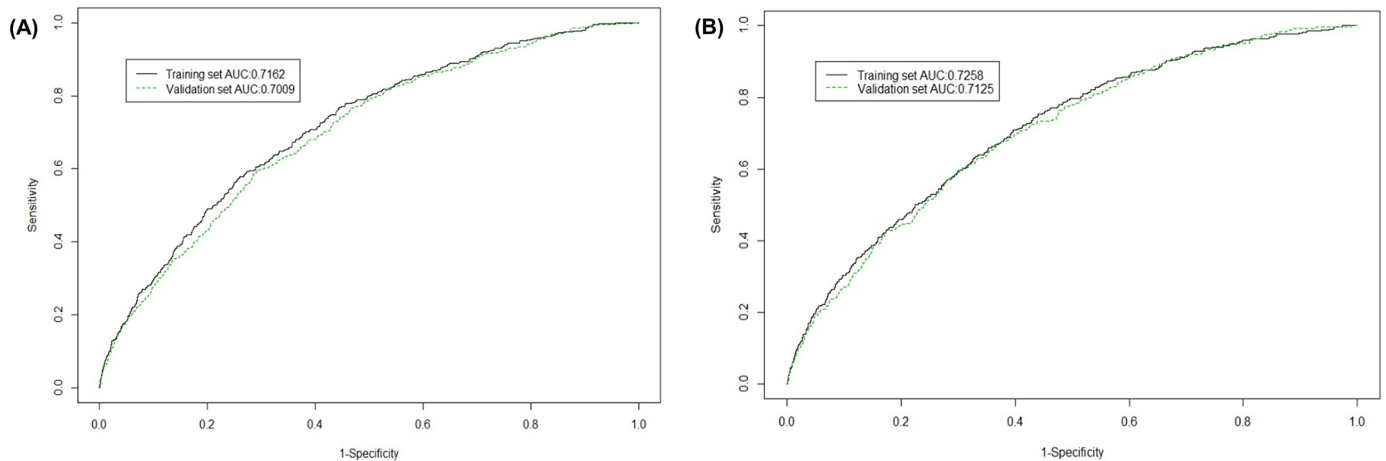 (A)
Training set AUC:0.7162
Validation set AUC:0.7009
Sensitivity
0.0 0.2 0.4 0.6 0.8 1.0
0.0 0.2 0.4 0.6 0.8 1.0
1-Specificity
(B)
Training set AUC:0.7258
Validation set AUC:0.7125
Sensitivity
0.0 0.2 0.4 0.6 0.8 1.0
0.0 0.2 0.4 0.6 0.8 1.0
1-Specificity